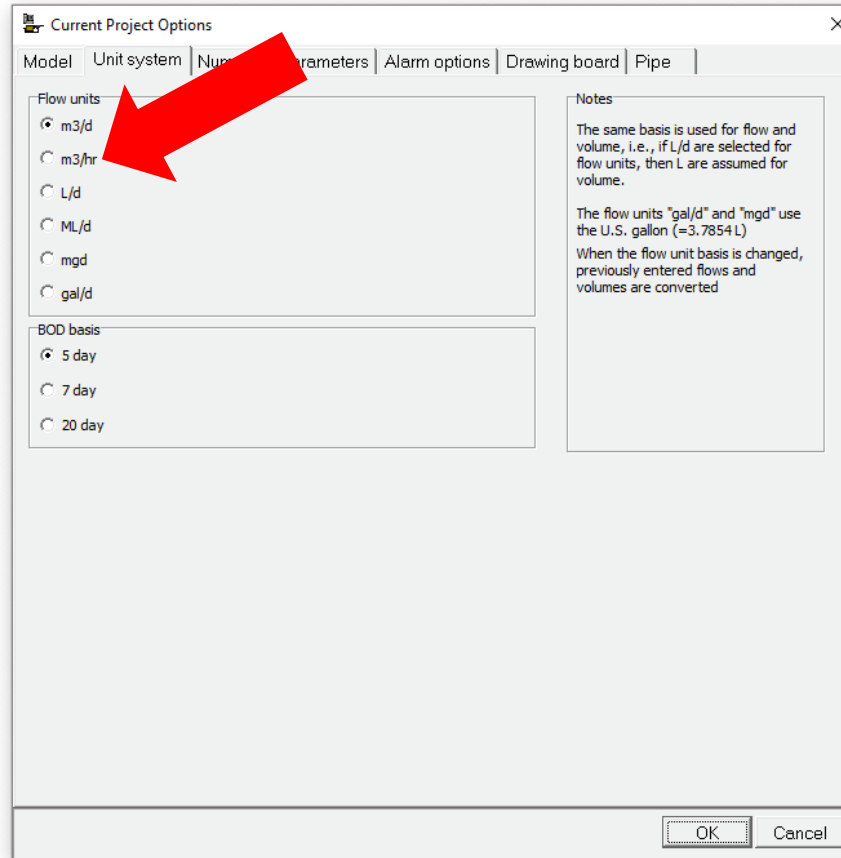 Current Project Options
Model Unit system Num rameters Alarm options Drawing board Pipe
Flow units
m3/d
m3/hr
L/d
ML/d
mgd
gal/d
BOD basis
5 day
7 day
20 day
Notes
The same basis is used for flow and
volume, i.e., if L/d are selected for
flow units, then L are assumed for
volume.
The flow units "gal/d" and "mgd" use
the U.S. gallon (=3.7854 L)
When the flow unit basis is changed,
previously entered flows and
volumes are converted
OK Cancel